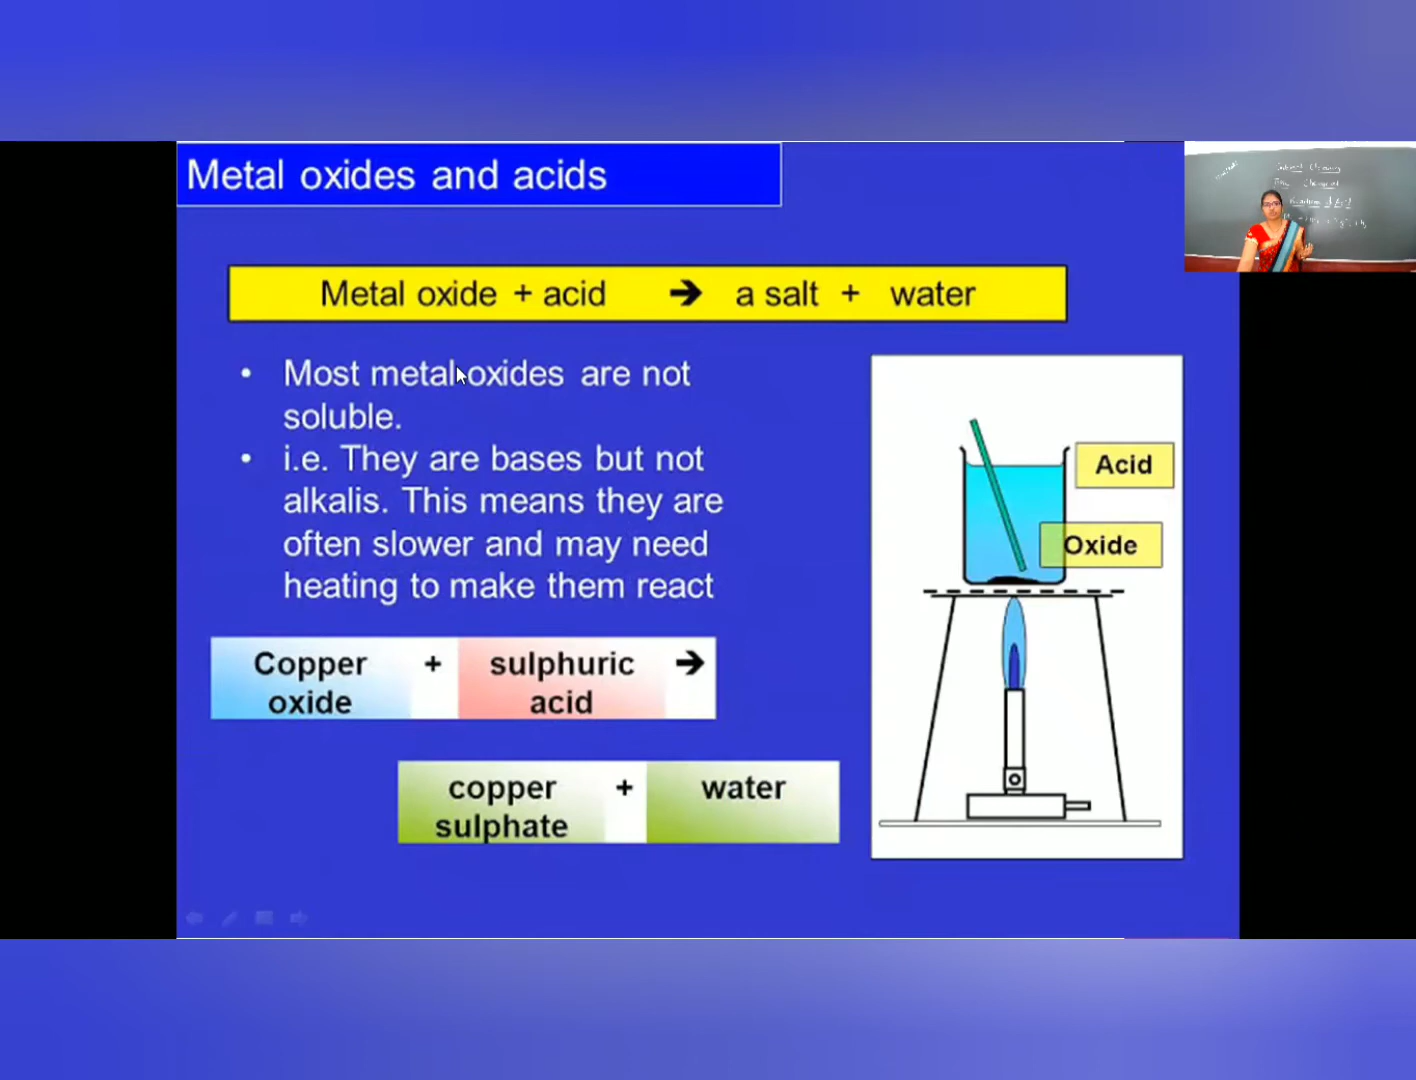 Metal oxides and acids
Metal oxide + acid ➔ a salt + water
• Most metal oxides are not
soluble.
• i.e. They are bases but not
alkalis. This means they are
often slower and may need
heating to make them react
Acid
Oxide
Copper + sulphuric ➔
oxide acid
copper + water
sulphate